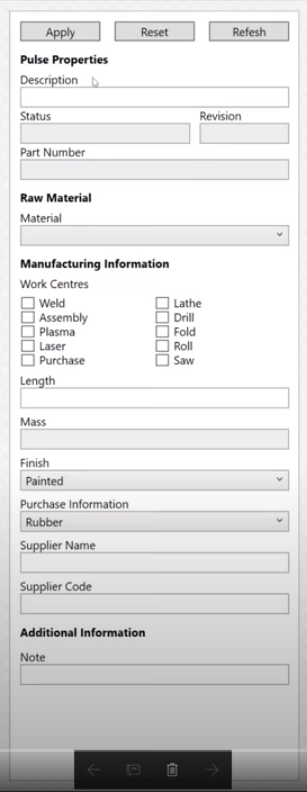 Apply Reset Refesh
Pulse Properties
Description
Status Revision
Part Number
Raw Material
Material
Manufacturing Information
Work Centres
Weld Lathe
Assembly Drill
Plasma Fold
Laser Roll
Purchase Saw
Length
Mass
Finish
Painted
Purchase Information
Rubber
Supplier Name
Supplier Code
Additional Information
Note